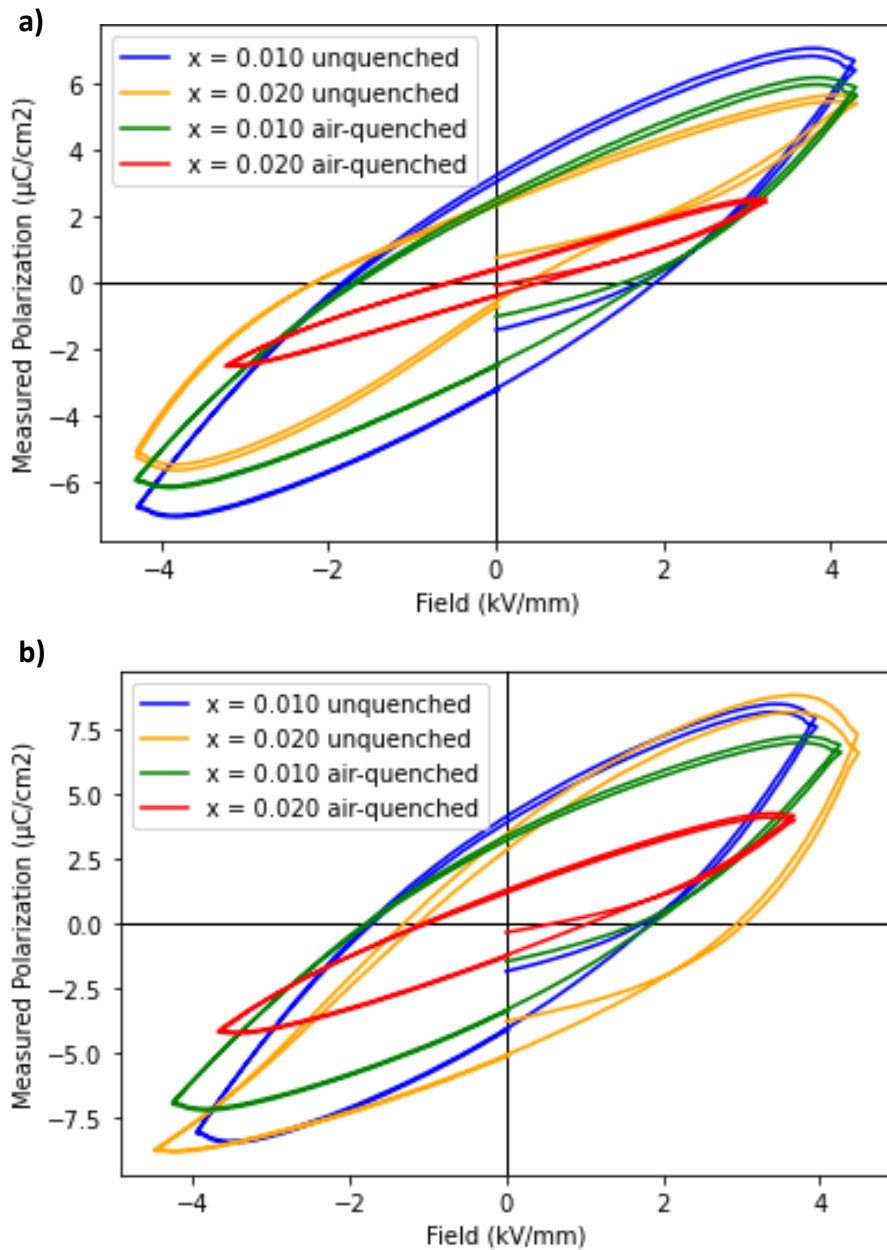 a)
x = 0.010 unquenched
x = 0.020 unquenched
x = 0.010 air-quenched
x = 0.020 air-quenched
Measured Polarization (µC/cm2)
6
4
2
0
−2
−4
−6
−4
−2
0
2
4
Field (kV/mm)
b)
x = 0.010 unquenched
x = 0.020 unquenched
x = 0.010 air-quenched
x = 0.020 air-quenched
Measured Polarization (µC/cm2)
7.5
5.0
2.5
0.0
−2.5
−5.0
−7.5
−4
−2
0
2
4
Field (kV/mm)